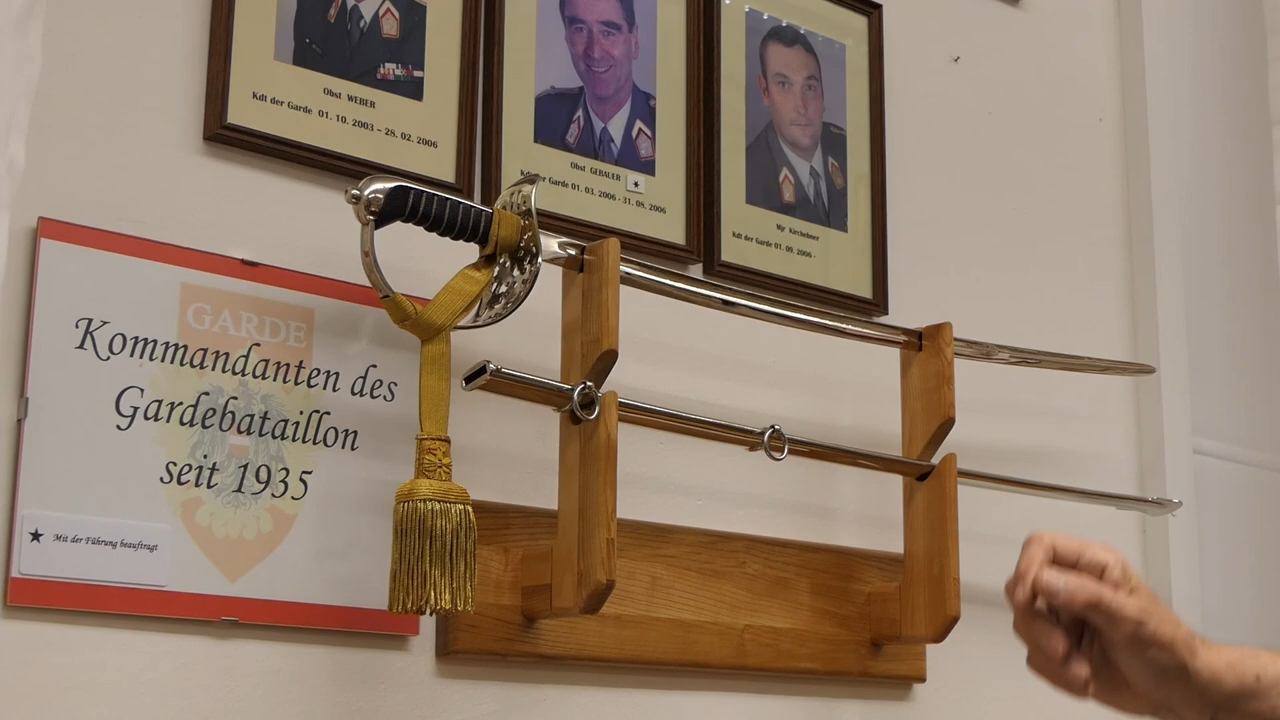 Obst WEBER
Kdt der Garde 01. 10. 2003 – 28. 02. 2006
Obst GEBAUER
Kdt der Garde 01. 03. 2006 - 31. 08. 2006
Mjr Kirchebner
Kdt der Garde 01. 09. 2006 -
GARDE
Kommandanten des
Gardebataillon
seit 1935
Mit der Führung beauftragt